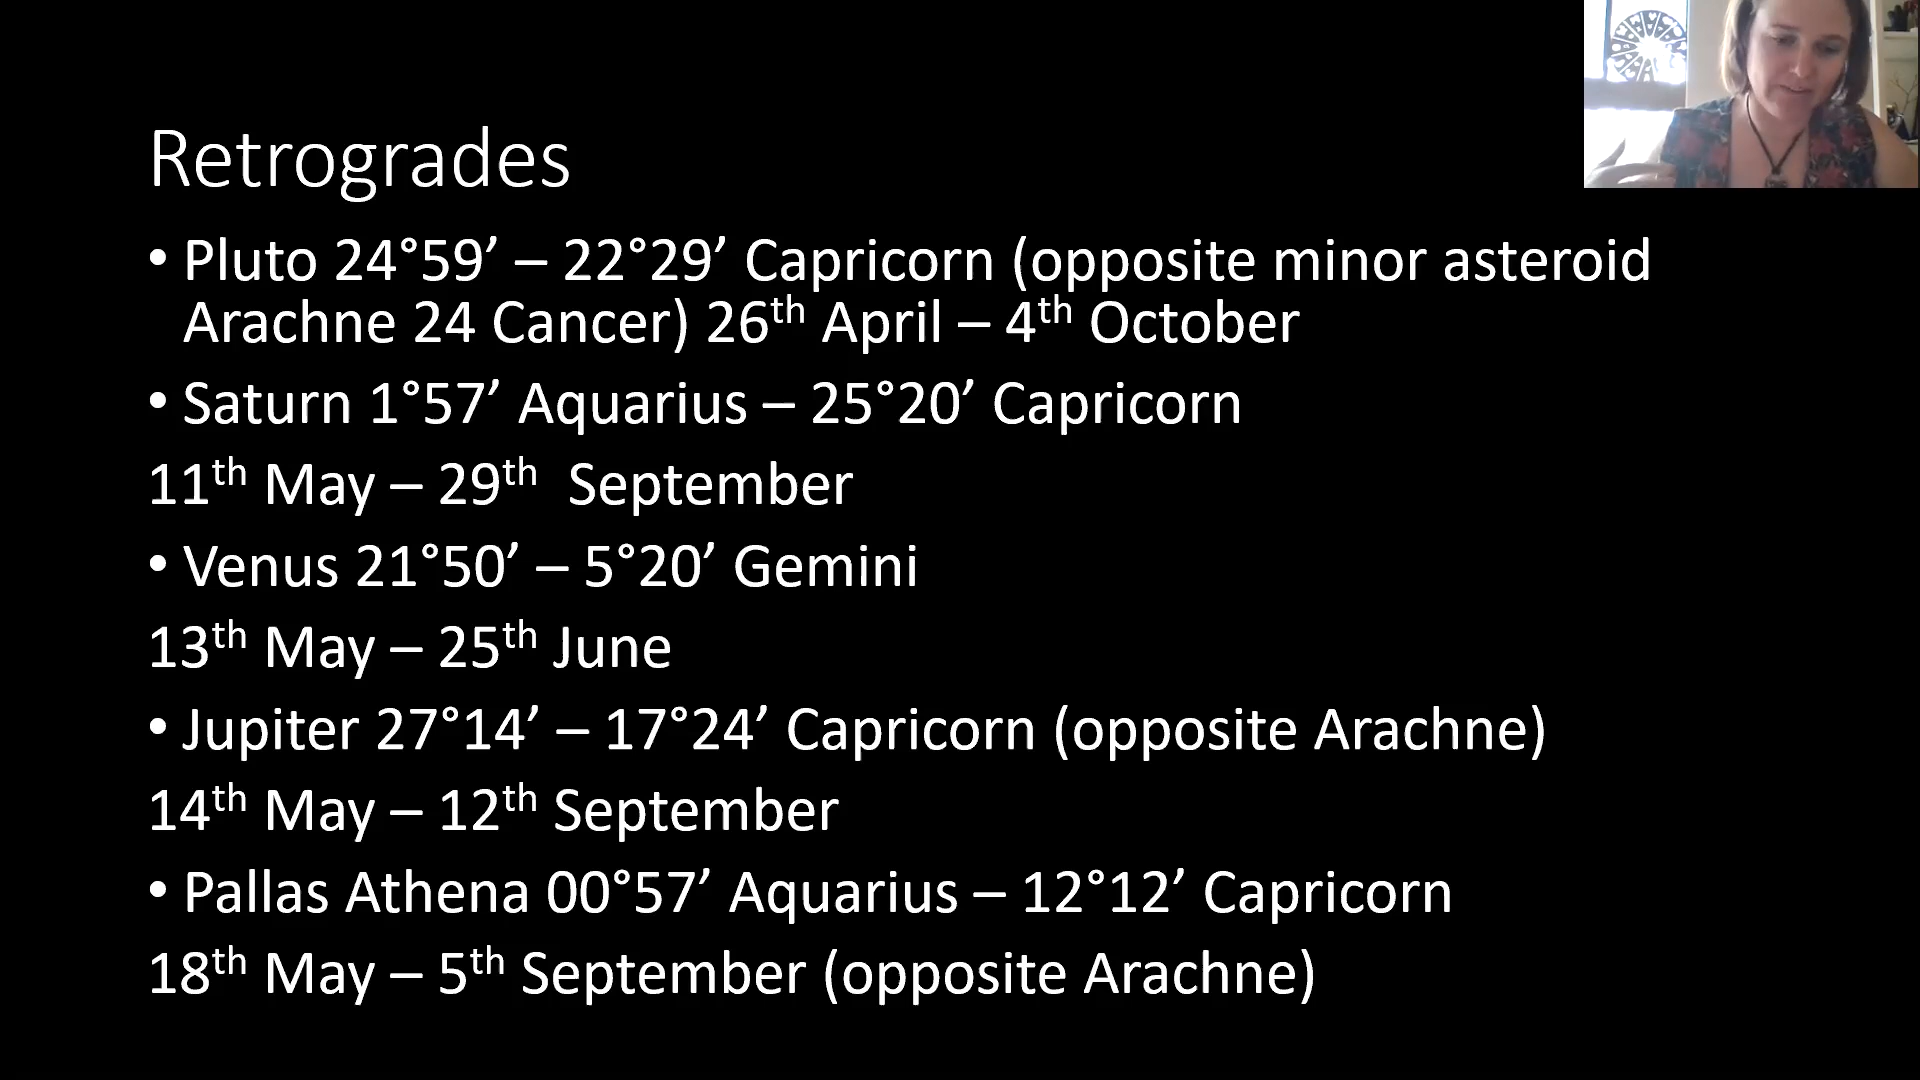 Retrogrades
• Pluto 24°59’ – 22°29’ Capricorn (opposite minor asteroid
Arachne 24 Cancer) 26th April – 4th October
• Saturn 1°57’ Aquarius – 25°20’ Capricorn
11th May – 29th  September
• Venus 21°50’ – 5°20’ Gemini
13th May – 25th June
• Jupiter 27°14’ – 17°24’ Capricorn (opposite Arachne)
14th May – 12th September
• Pallas Athena 00°57’ Aquarius – 12°12’ Capricorn
18th May – 5th September (opposite Arachne)